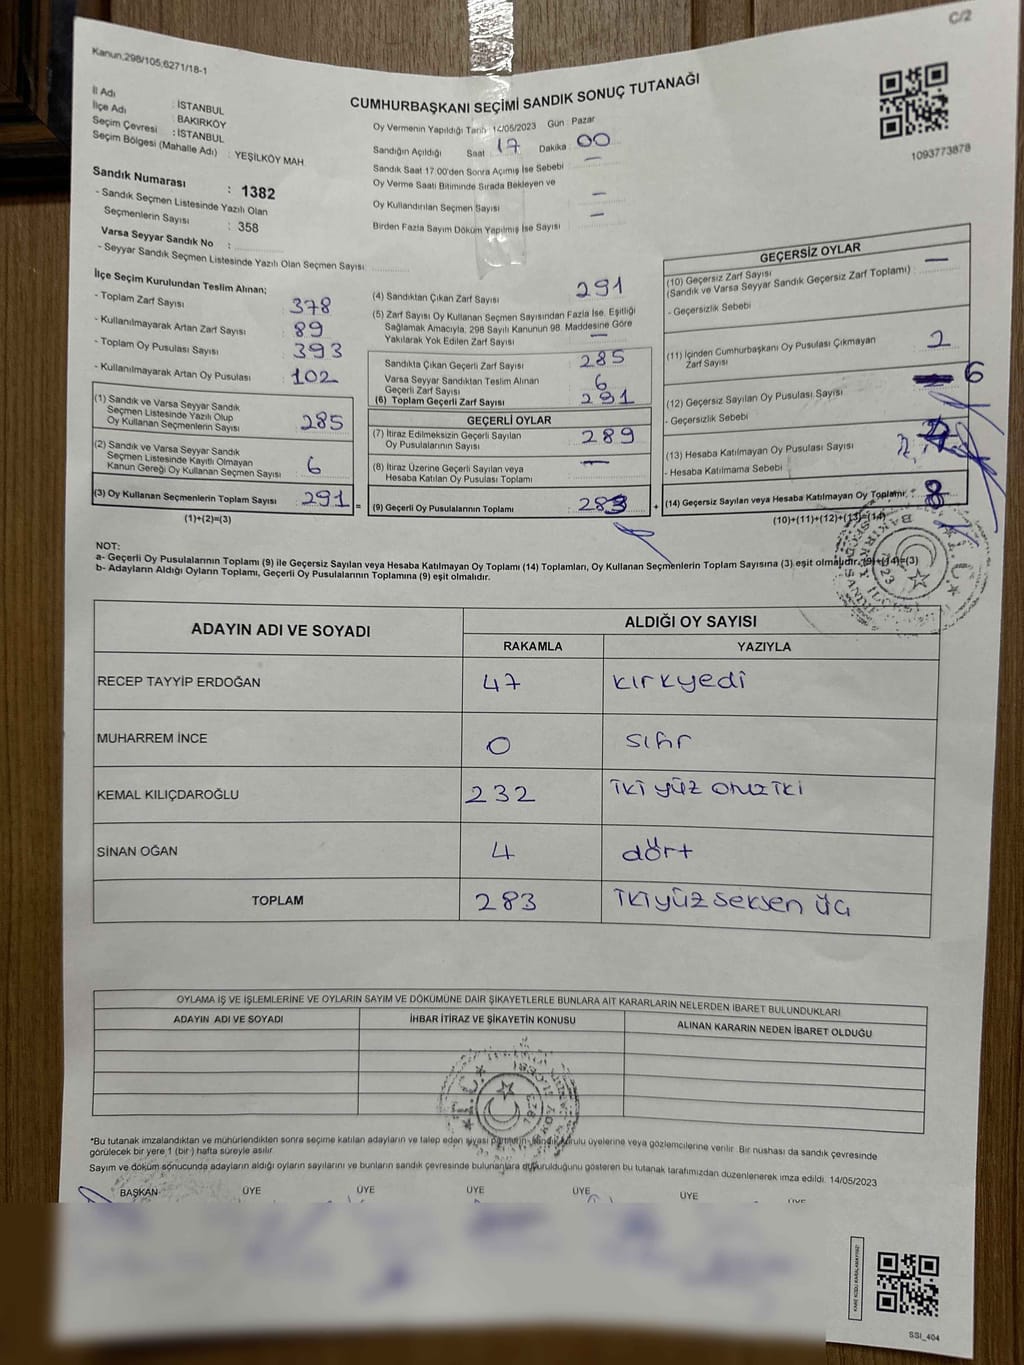 C/2
Kanun,298/105,6271/18-1
CUMHURBAŞKANI SEÇİMİ SANDIK SONUÇ TUTANAĞI
İl Adı : İSTANBUL
İlçe Adı : BAKIRKÖY
Seçim Çevresi : İSTANBUL
Seçim Bölgesi (Mahalle Adı) : YEŞİLKÖY MAH
Sandık Numarası : 1382
- Sandık Seçmen Listesinde Yazılı Olan
Seçmenlerin Sayısı : 358
Varsa Seyyar Sandık No :
- Seyyar Sandık Seçmen Listesinde Yazılı Olan Seçmen Sayısı
Oy Vermenin Yapıldığı Tarih : 14/05/2023 Gün : Pazar
Sandığın Açıldığı Saat : 17 Dakika : 00
Sandık Saat 17.00'den Sonra Açımış İse Sebebi —
Oy Verme Saati Bitiminde Sırada Bekleyen ve
Oy Kullandırılan Seçmen Sayısı —
Birden Fazla Sayım Döküm Yapılmış İse Sayısı —
1093773878
İlçe Seçim Kurulundan Teslim Alınan;
- Toplam Zarf Sayısı : 378
- Kullanılmayarak Artan Zarf Sayısı : 89
- Toplam Oy Pusulası Sayısı : 393
- Kullanılmayarak Artan Oy Pusulası : 102
(1) Sandık ve Varsa Seyyar Sandık
Seçmen Listesinde Yazılı Olup
Oy Kullanan Seçmenlerin Sayısı : 285
(2) Sandık ve Varsa Seyyar Sandık
Seçmen Listesinde Kayıtlı Olmayan
Kanun Gereği Oy Kullanan Seçmen Sayısı : 6
(3) Oy Kullanan Seçmenlerin Toplam Sayısı : 291 =
(1)+(2)=(3)
(4) Sandıktan Çıkan Zarf Sayısı : 291
(5) Zarf Sayısı Oy Kullanan Seçmen Sayısından Fazla İse, Eşitliği
Sağlamak Amacıyla, 298 Sayılı Kanunun 98. Maddesine Göre
Yakılarak Yok Edilen Zarf Sayısı : —
Sandıkta Çıkan Geçerli Zarf Sayısı : 285
Varsa Seyyar Sandıktan Teslim Alınan
Geçerli Zarf Sayısı : 6
(6) Toplam Geçerli Zarf Sayısı : 291
GEÇERLİ OYLAR
(7) İtiraz Edilmeksizin Geçerli Sayılan
Oy Pusulalarının Sayısı : 289
(8) İtiraz Üzerine Geçerli Sayılan veya
Hesaba Katılan Oy Pusulası Toplamı : —
(9) Geçerli Oy Pusulalarının Toplamı : 283 +
GEÇERSİZ OYLAR
(10) Geçersiz Zarf Sayısı : —
(Sandık ve Varsa Seyyar Sandık Geçersiz Zarf Toplamı)
- Geçersizlik Sebebi
(11) İçinden Cumhurbaşkanı Oy Pusulası Çıkmayan : 2
Zarf Sayısı
(12) Geçersiz Sayılan Oy Pusulası Sayısı : 6
- Geçersizlik Sebebi
(13) Hesaba Katılmayan Oy Pusulası Sayısı
- Hesaba Katılmama Sebebi
(14) Geçersiz Sayılan veya Hesaba Katılmayan Oy Toplamı : 8
(10)+(11)+(12)+(13)=(14)
NOT:
a- Geçerli Oy Pusulalarının Toplamı (9) ile Geçersiz Sayılan veya Hesaba Katılmayan Oy Toplamı (14) Toplamları, Oy Kullanan Seçmenlerin Toplam Sayısına (3) eşit olmalıdır. (9)+(14)=(3)
b- Adayların Aldığı Oyların Toplamı, Geçerli Oy Pusulalarının Toplamına (9) eşit olmalıdır.
ADAYIN ADI VE SOYADI ALDIĞI OY SAYISI
RAKAMLA YAZIYLA
RECEP TAYYİP ERDOĞAN 47 kırkyedi
MUHARREM İNCE 0 sıfır
KEMAL KILIÇDAROĞLU 232 iki yüz otuz iki
SİNAN OĞAN 4 dört
TOPLAM 283 iki yüz seksen üç
OYLAMA İŞ VE İŞLEMLERİNE VE OYLARIN SAYIM VE DÖKÜMÜNE DAİR ŞİKAYETLERLE BUNLARA AİT KARARLARIN NELERDEN İBARET BULUNDUKLARI
ADAYIN ADI VE SOYADI İHBAR İTİRAZ VE ŞİKAYETİN KONUSU ALINAN KARARIN NEDEN İBARET OLDUĞU
*Bu tutanak imzalandıktan ve mühürlendikten sonra seçime katılan adayların ve talep eden siyasi partilerin sandık kurulu üyelerine veya gözlemcilerine verilir. Bir nüshası da sandık çevresinde
görülecek bir yere 1 (bir ) hafta süreyle asılır.
Sayım ve döküm sonucunda adayların aldığı oyların sayılarını ve bunların sandık çevresinde bulunanlara duyurulduğunu gösteren bu tutanak tarafımızdan düzenlenerek imza edildi. 14/05/2023
BAŞKAN ÜYE ÜYE ÜYE ÜYE ÜYE ÜYE
SSI_404